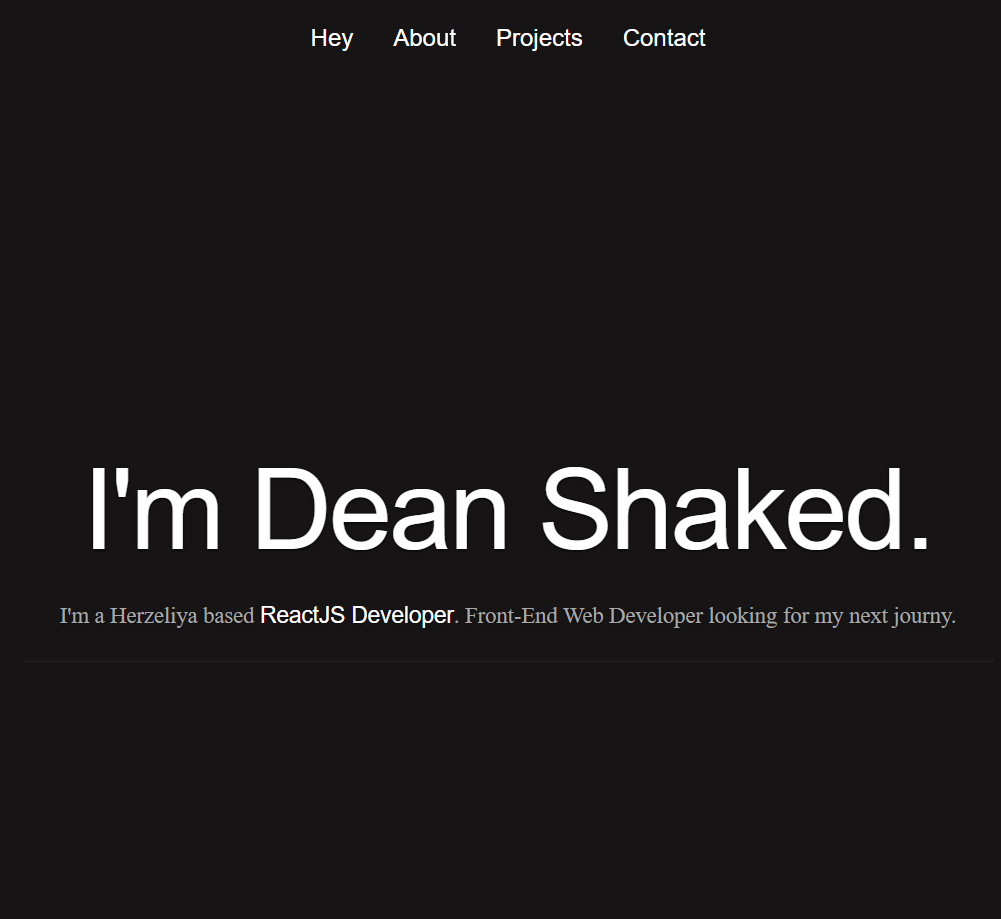 Hey About Projects Contact
I'm Dean Shaked.
I'm a Herzeliya based ReactJS Developer. Front-End Web Developer looking for my next journy.